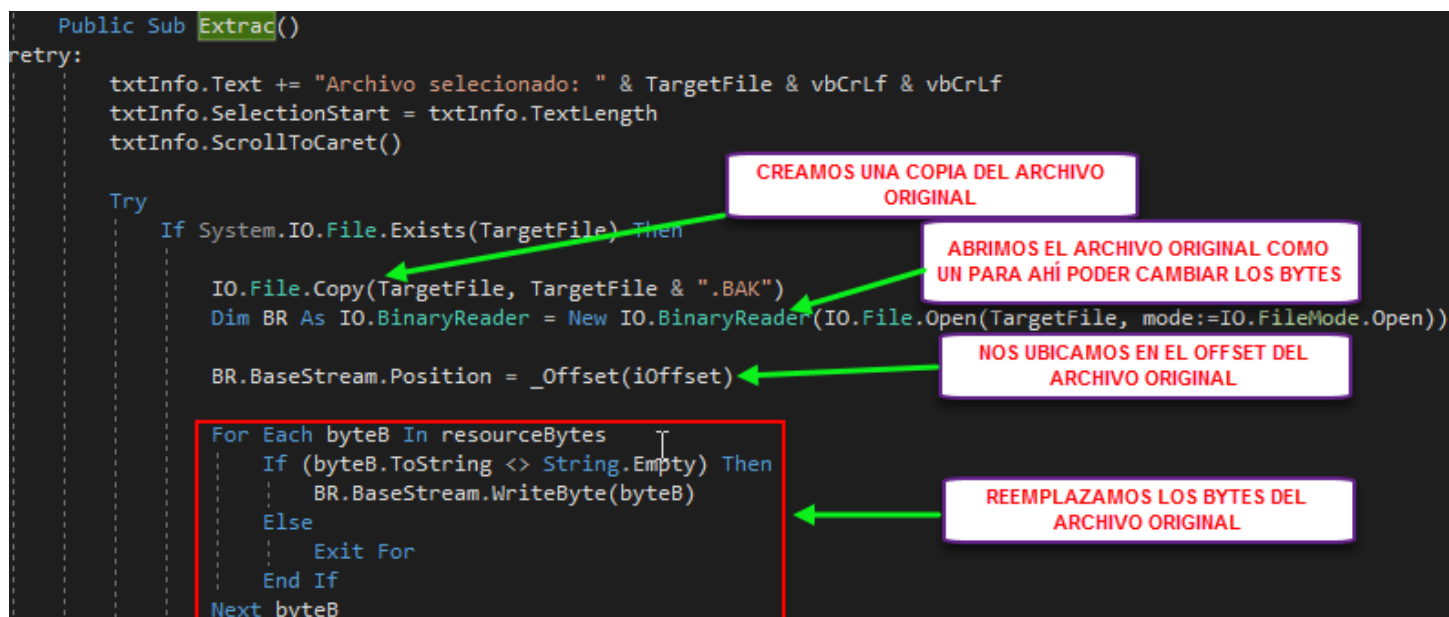 Public Sub Extrac()
retry:
txtInfo.Text += "Archivo selecionado: " & TargetFile & vbCrLf & vbCrLf
txtInfo.SelectionStart = txtInfo.TextLength
txtInfo.ScrollToCaret()
CREAMOS UNA COPIA DEL ARCHIVO
ORIGINAL
Try
If System.IO.File.Exists(TargetFile) Then
ABRIMOS EL ARCHIVO ORIGINAL COMO
UN PARA AHÍ PODER CAMBIAR LOS BYTES
IO.File.Copy(TargetFile, TargetFile & ".BAK")
Dim BR As IO.BinaryReader = New IO.BinaryReader(IO.File.Open(TargetFile, mode:=IO.FileMode.Open))
NOS UBICAMOS EN EL OFFSET DEL
ARCHIVO ORIGINAL
BR.BaseStream.Position = _Offset(iOffset)
For Each byteB In resourceBytes
If (byteB.ToString <> String.Empty) Then
BR.BaseStream.WriteByte(byteB)
REEMPLAZAMOS LOS BYTES DEL
ARCHIVO ORIGINAL
Else
Exit For
End If
Next byteB